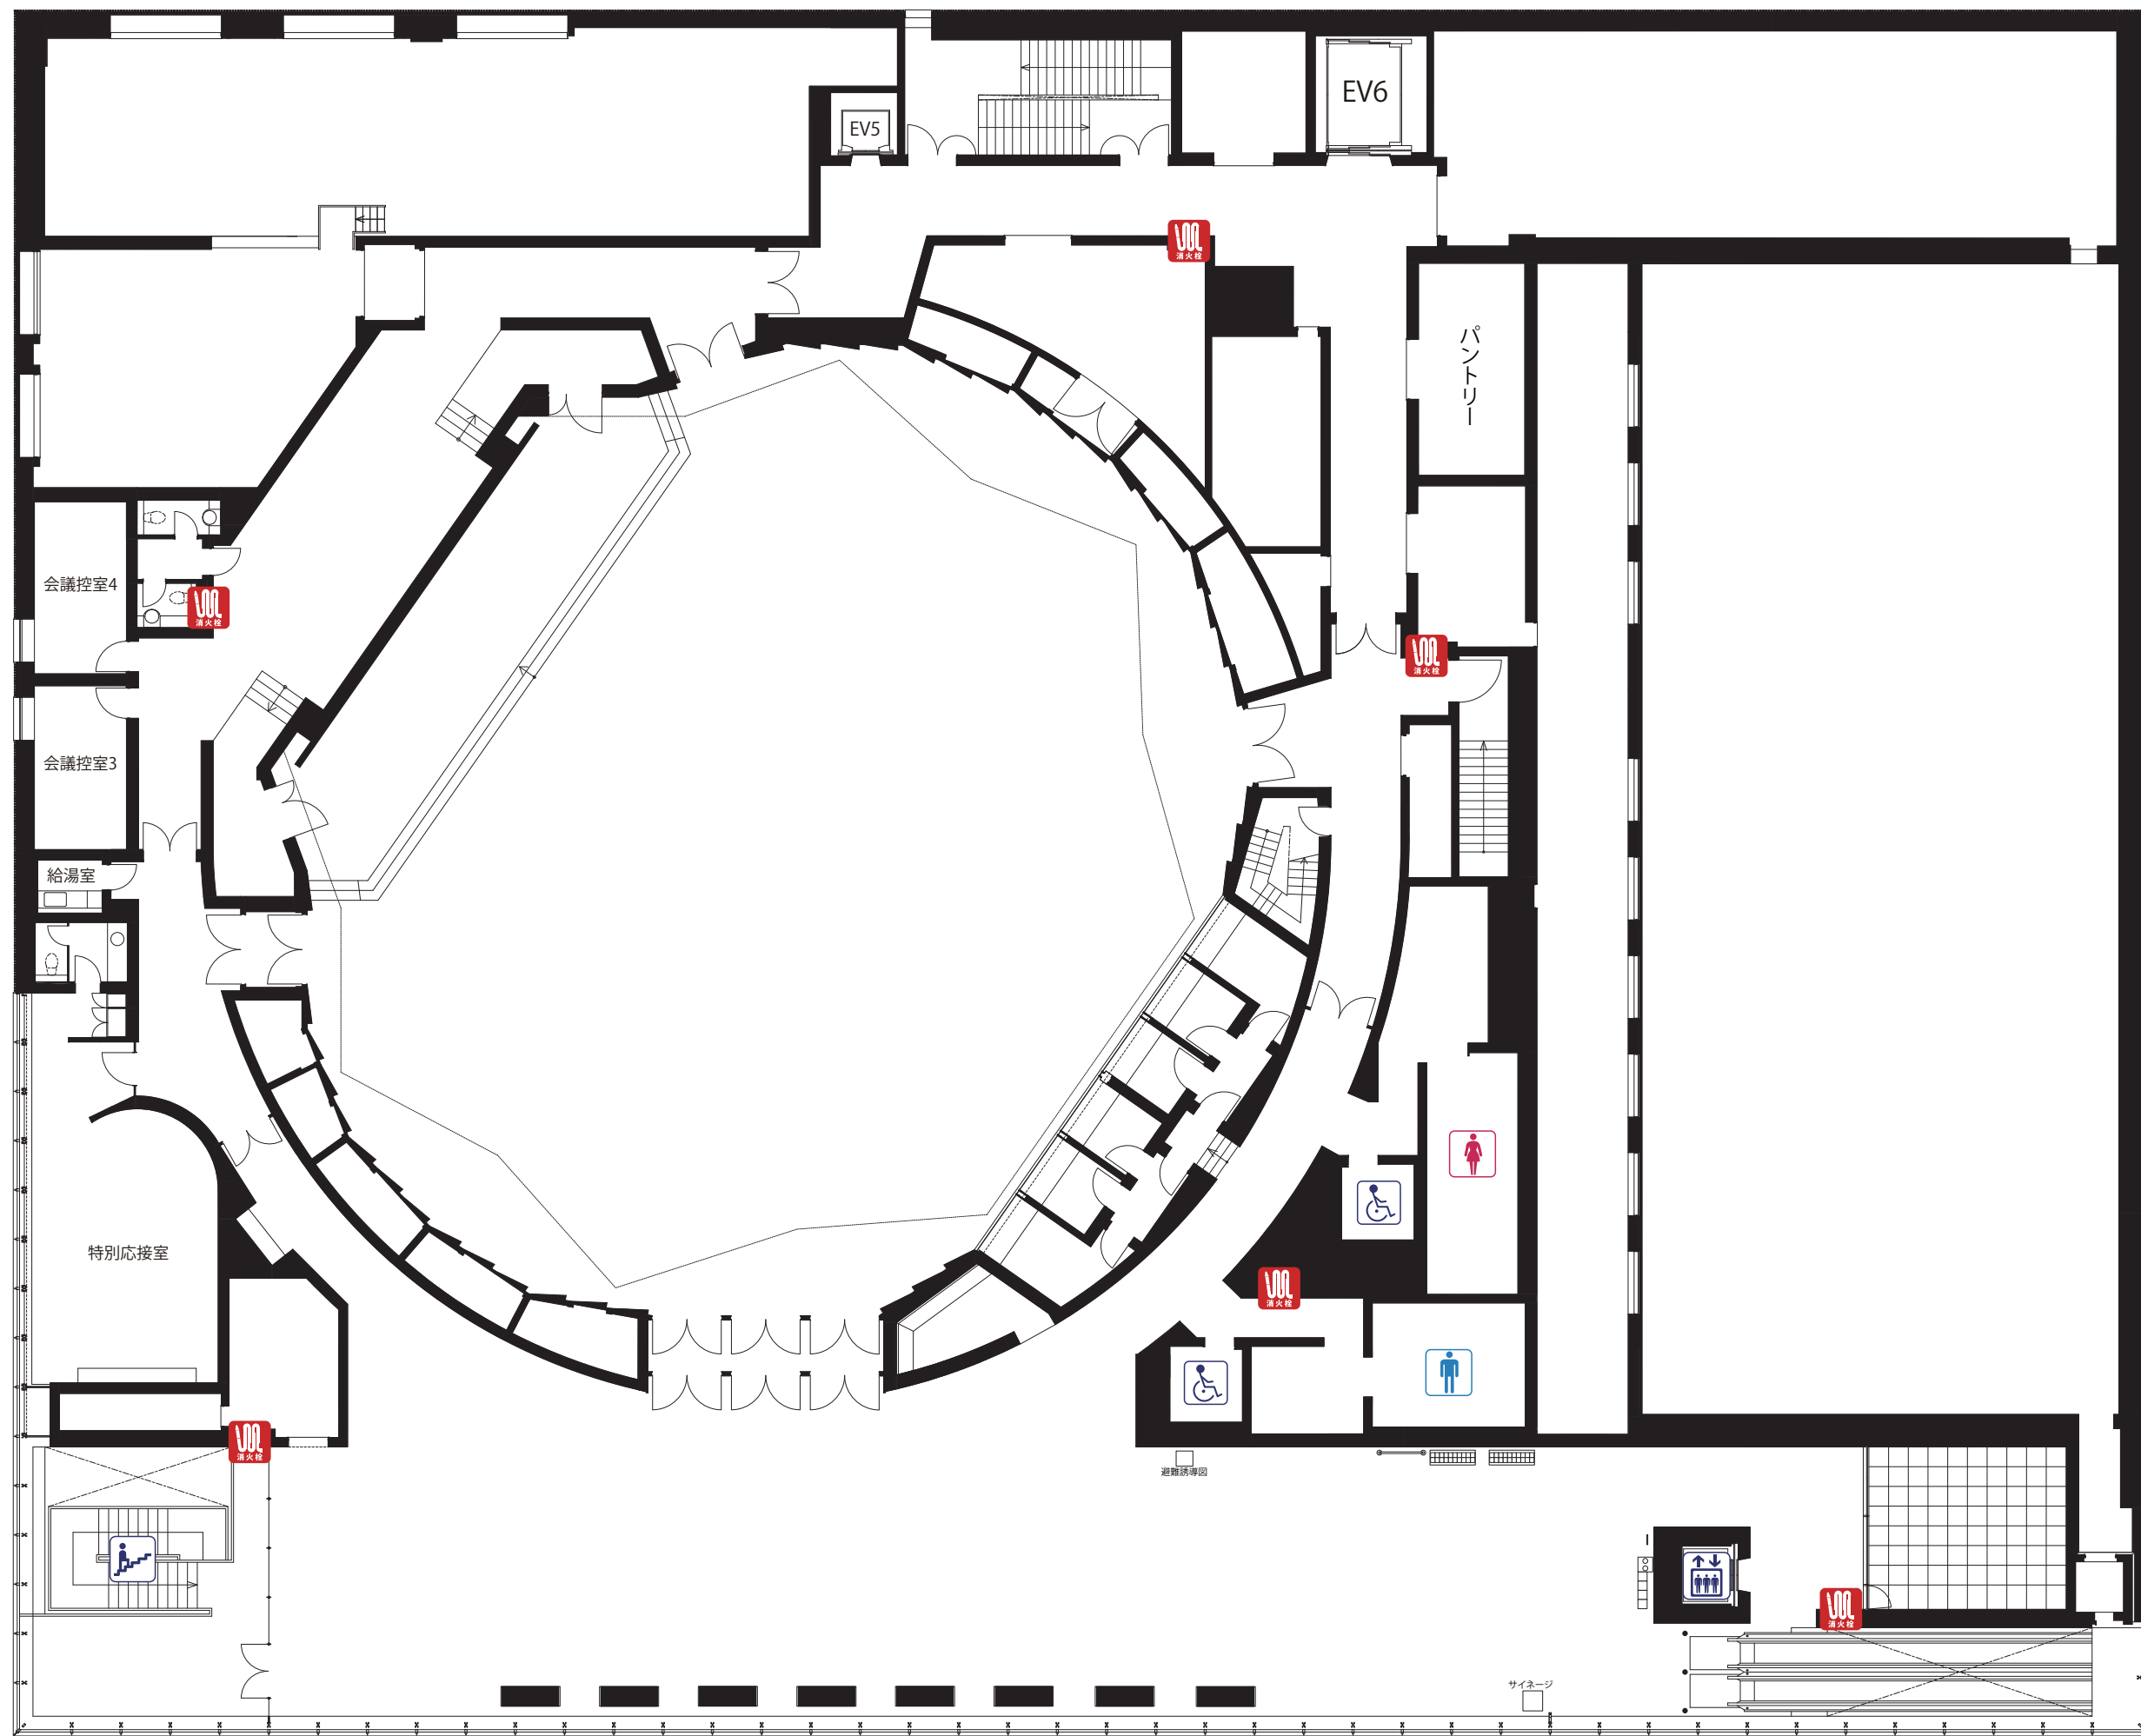 EV6
EV5
消火栓
パントリー
会議控室4
消火栓
消火栓
会議控室3
給湯室
特別応接室
消火栓
消火栓
避難誘導図
消火栓
サイネージ